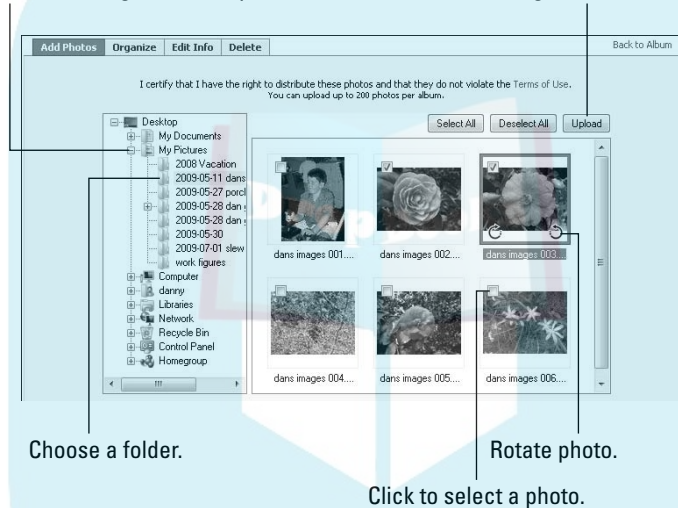 Add Photos Organize Edit Info Delete Back to Album
I certify that I have the right to distribute these photos and that they do not violate the Terms of Use.
You can upload up to 200 photos per album.
Select All Deselect All Upload
Desktop
My Documents
My Pictures
2008 Vacation
2009-05-11 dans
2009-05-27 porcl
2009-05-28 dan
2009-05-28 dan
2009-05-30
2009-07-01 slew
work figures
Computer
danny
Libraries
Network
Recycle Bin
Control Panel
Homegroup
dans images 001.... dans images 002.... dans images 003....
dans images 004.... dans images 005.... dans images 006....
Choose a folder.
Rotate photo.
Click to select a photo.